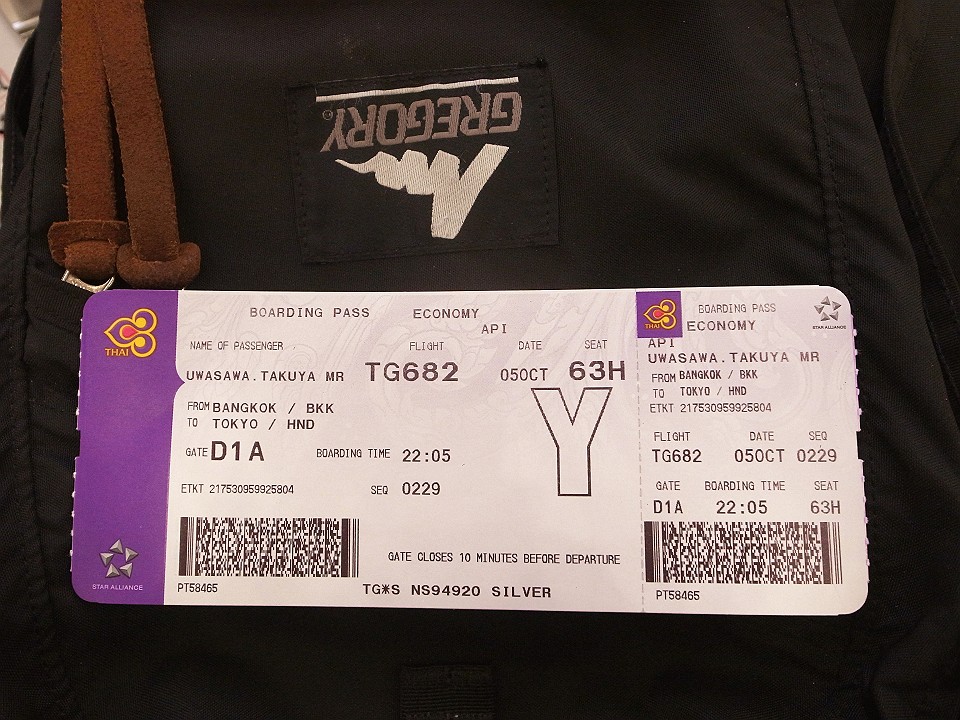 GREGORY
BOARDING PASS ECONOMY
API
NAME OF PASSENGER FLIGHT DATE SEAT
UWASAWA.TAKUYA MR TG682 05OCT 63H
FROM BANGKOK / BKK
TO TOKYO / HND
Y
GATE D1A BOARDING TIME 22:05
ETKT 217530959925804 SEQ 0229
GATE CLOSES 10 MINUTES BEFORE DEPARTURE
PT58465
TG*S NS94920 SILVER
THAI
STAR ALLIANCE
THAI
BOARDING PASS
ECONOMY
STAR ALLIANCE
API
UWASAWA.TAKUYA MR
FROM BANGKOK / BKK
TO TOKYO / HND
ETKT 217530959925804
FLIGHT DATE SEQ
TG682 05OCT 0229
GATE BOARDING TIME SEAT
D1A 22:05 63H
PT58465